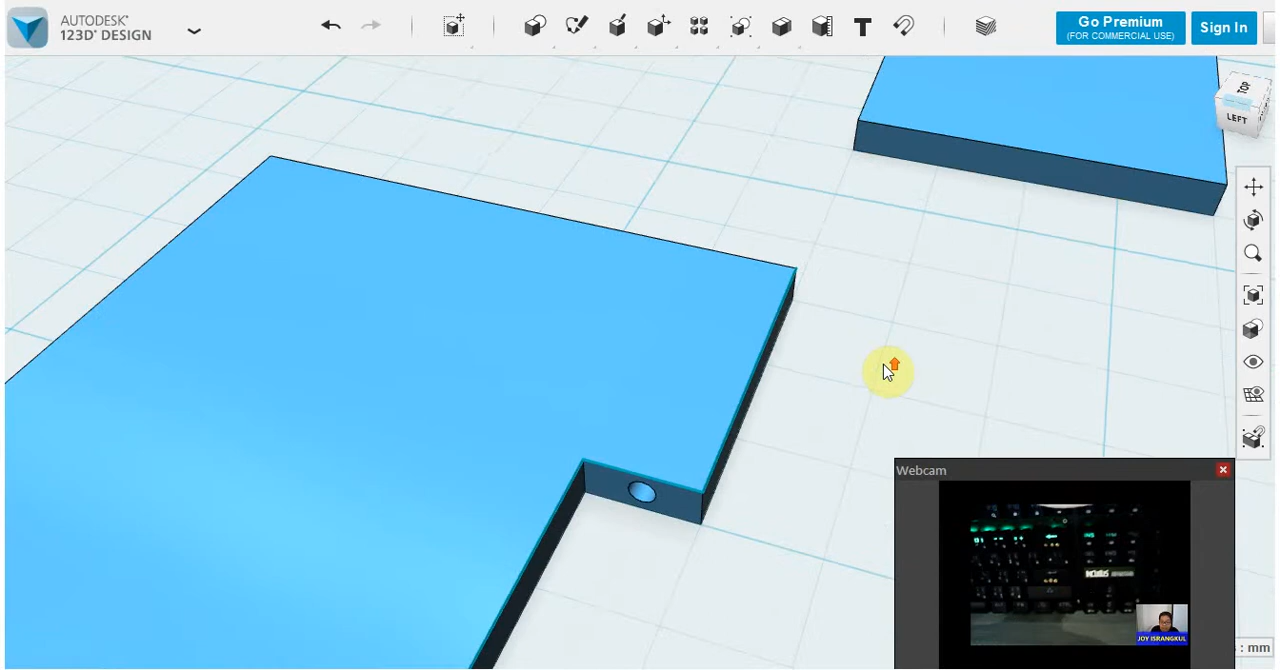 AUTODESK®
123D® DESIGN
Go Premium
(FOR COMMERCIAL USE)
Sign In
TOP
LEFT
Webcam
JOY ISRANGKUL
: mm